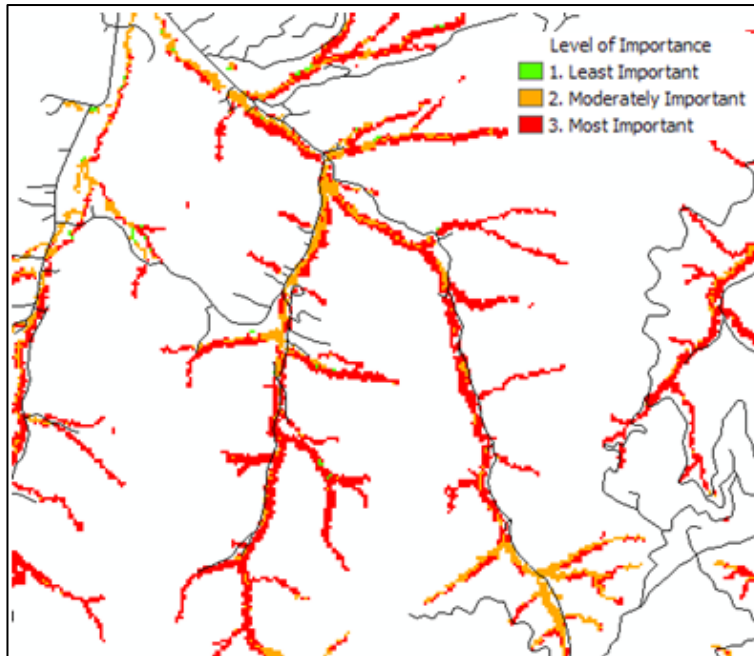 Level of Importance
1. Least Important
2. Moderately Important
3. Most Important